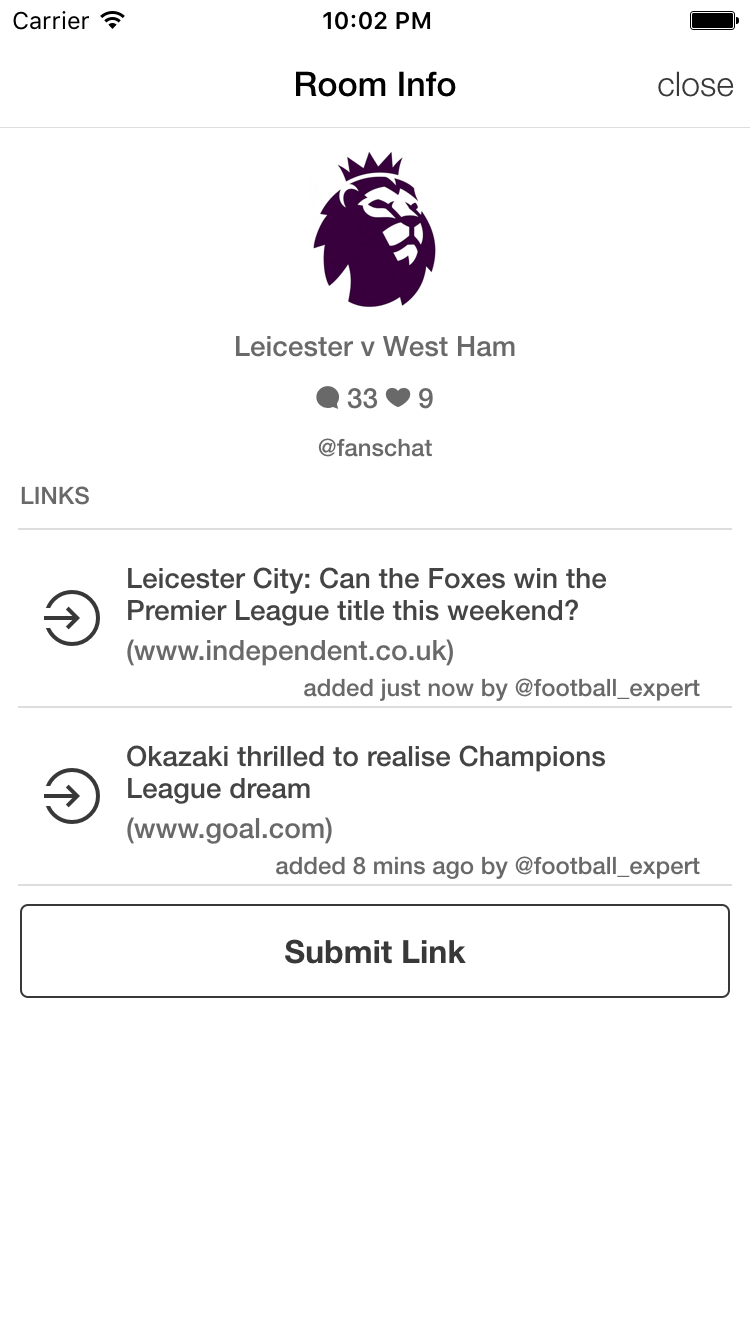 Carrier 10:02 PM
Room Info close
Leicester v West Ham
33 9
@fanschat
LINKS
Leicester City: Can the Foxes win the
Premier League title this weekend?
(www.independent.co.uk)
added just now by @football_expert
Okazaki thrilled to realise Champions
League dream
(www.goal.com)
added 8 mins ago by @football_expert
Submit Link